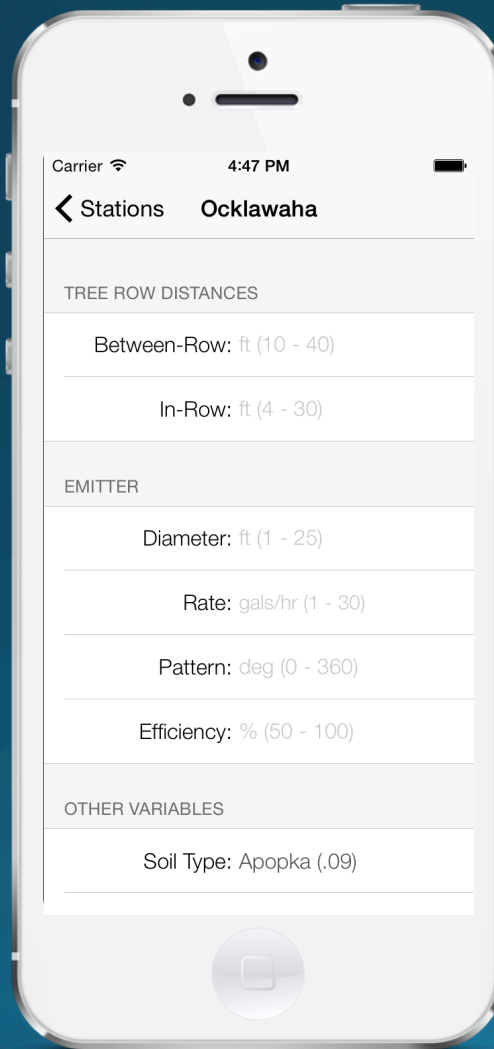 Carrier 4:47 PM
Stations Ocklawaha
TREE ROW DISTANCES
Between-Row: ft (10 - 40)
In-Row: ft (4 - 30)
EMITTER
Diameter: ft (1 - 25)
Rate: gals/hr (1 - 30)
Pattern: deg (0 - 360)
Efficiency: % (50 - 100)
OTHER VARIABLES
Soil Type: Apopka (.09)